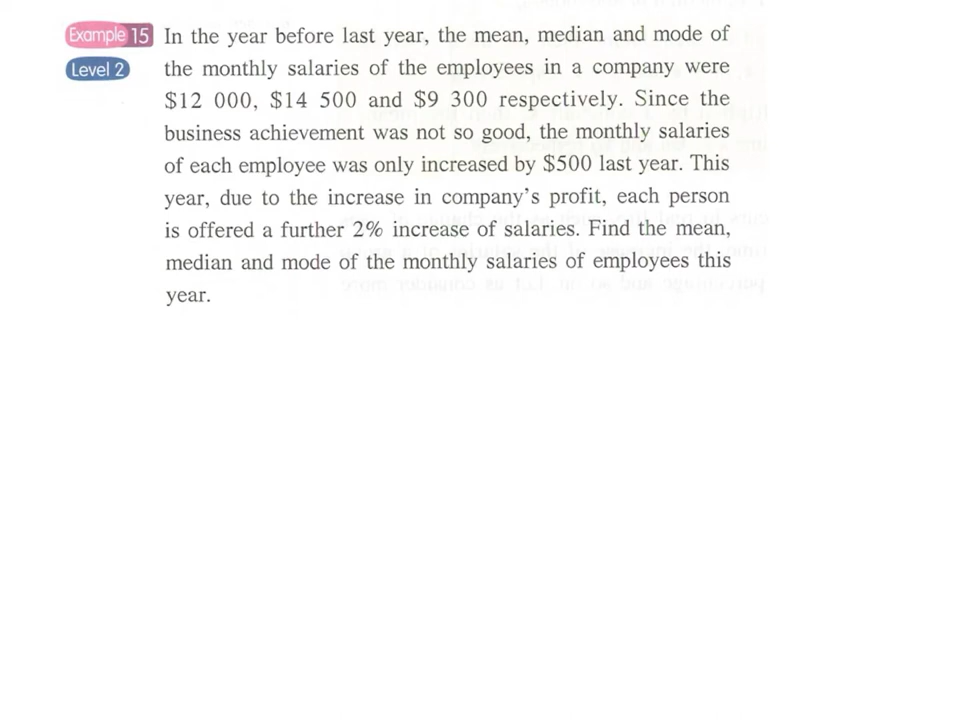 Example 15 In the year before last year, the mean, median and mode of
Level 2 the monthly salaries of the employees in a company were
$12 000, $14 500 and $9 300 respectively. Since the
business achievement was not so good, the monthly salaries
of each employee was only increased by $500 last year. This
year, due to the increase in company's profit, each person
is offered a further 2% increase of salaries. Find the mean,
median and mode of the monthly salaries of employees this
year.